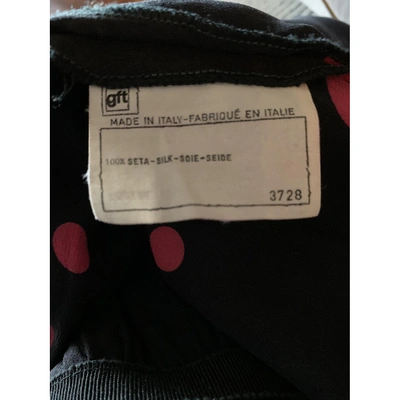 gft
MADE IN ITALY-FABRIQUÉ EN ITALIE
100% SETA-SILK-SOIE-SEIDE
3728